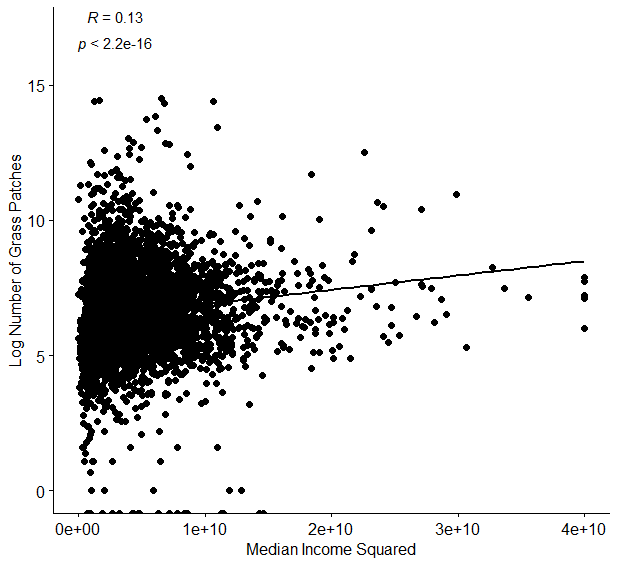 R = 0.13
p < 2.2e-16
15
10
5
0
Log Number of Grass Patches
0e+00 1e+10 2e+10 3e+10 4e+10
Median Income Squared